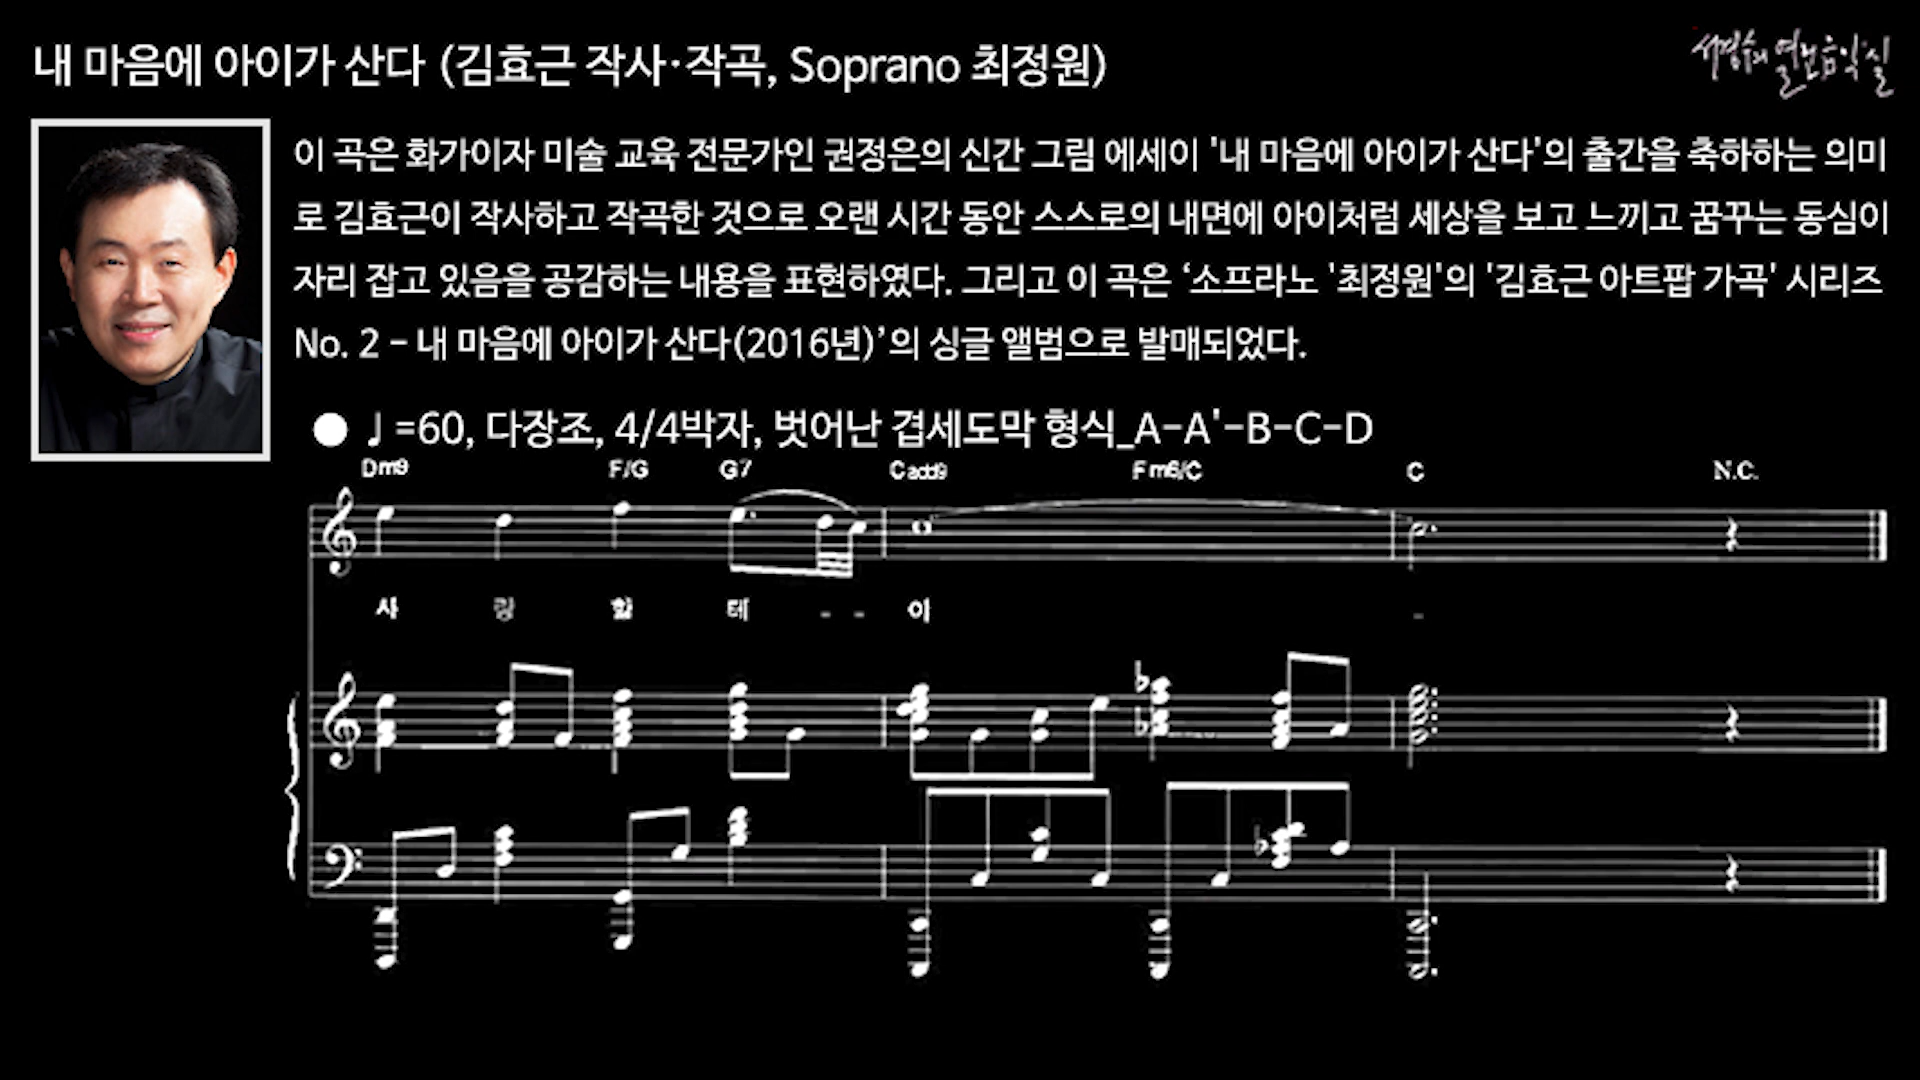 내 마음에 아이가 산다 (김효근 작사·작곡, Soprano 최정원)
서경수의 열린음악실
이 곡은 화가이자 미술 교육 전문가인 권정은의 신간 그림 에세이 '내 마음에 아이가 산다'의 출간을 축하하는 의미
로 김효근이 작사하고 작곡한 것으로 오랜 시간 동안 스스로의 내면에 아이처럼 세상을 보고 느끼고 꿈꾸는 동심이
자리 잡고 있음을 공감하는 내용을 표현하였다. 그리고 이 곡은 ‘소프라노 '최정원'의 '김효근 아트팝 가곡' 시리즈
No. 2 - 내 마음에 아이가 산다(2016년)’의 싱글 앨범으로 발매되었다.
● ♩=60, 다장조, 4/4박자, 벗어난 겹세도막 형식_A-A'-B-C-D
Dm9 F/G G7 Cadd9 Fm6/C C N.C.
사 랑 할 테 - - 야 -